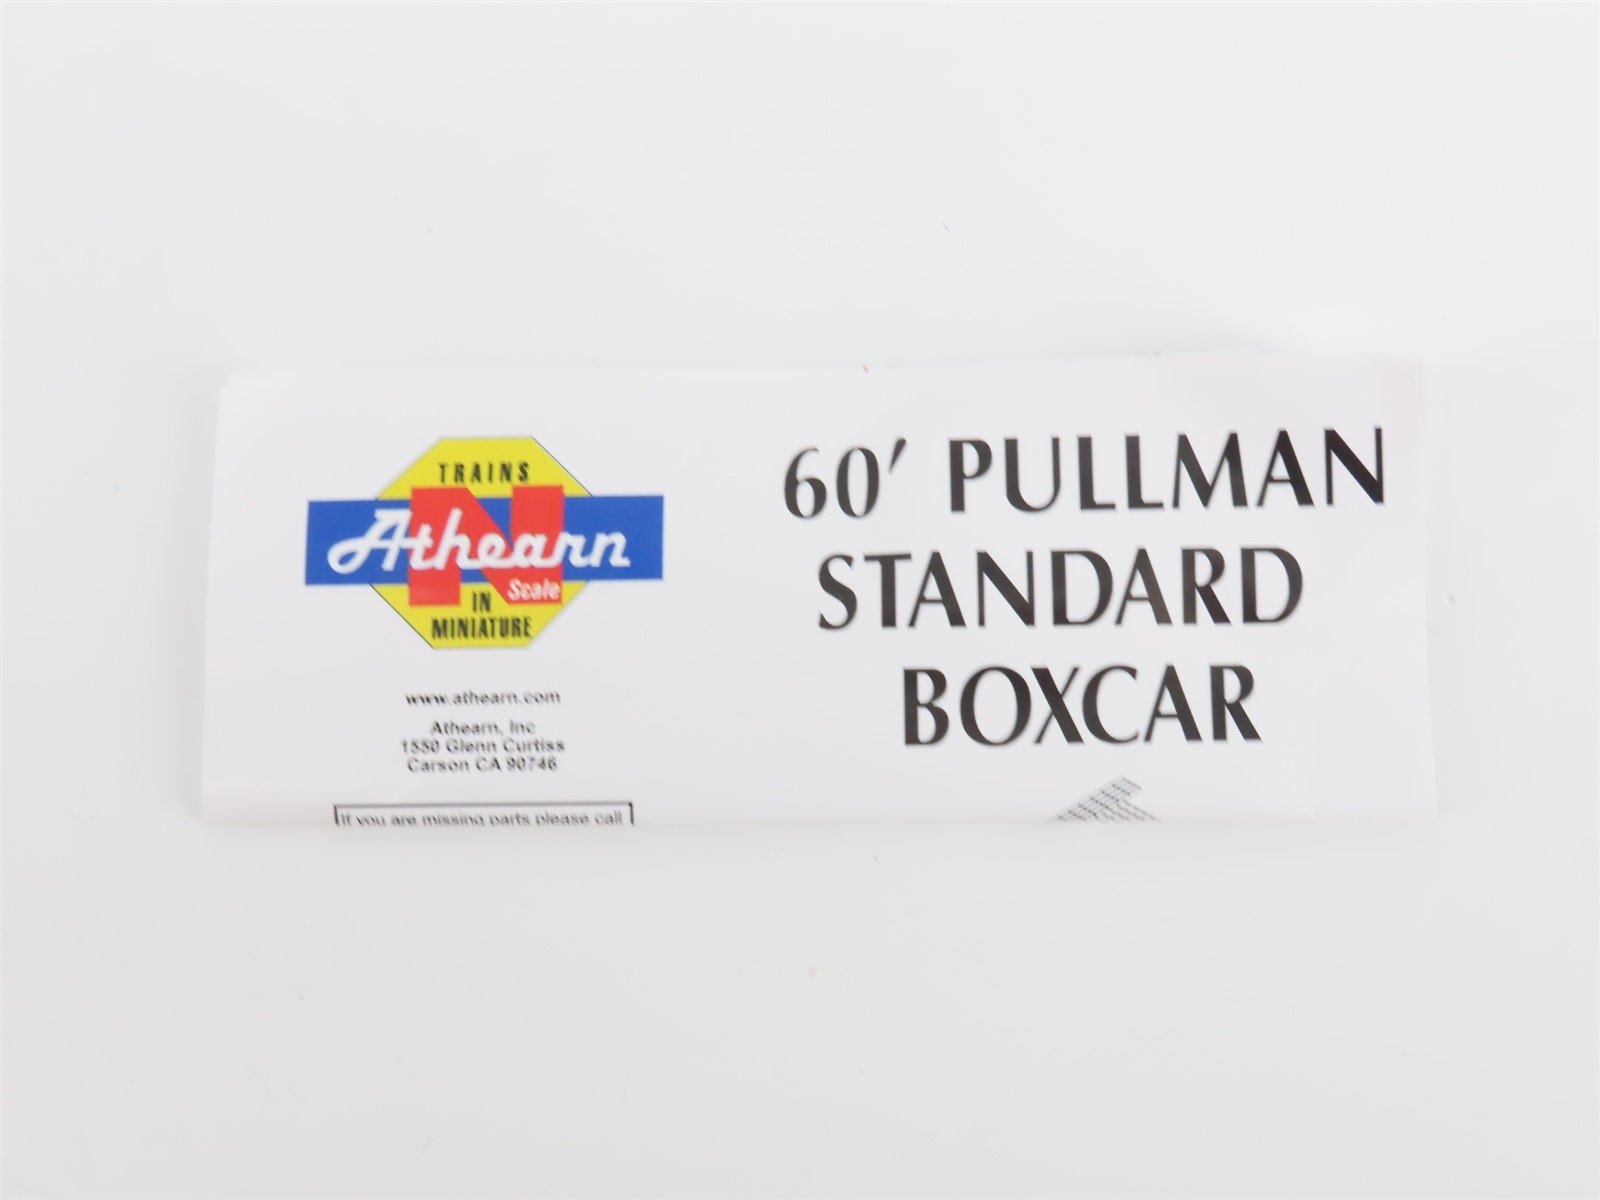 TRAINS
N
Athearn
Scale
IN
MINIATURE
www.athearn.com
Athearn, Inc
1550 Glenn Curtiss
Carson CA 90746
If you are missing parts please call
60' PULLMAN
STANDARD
BOXCAR